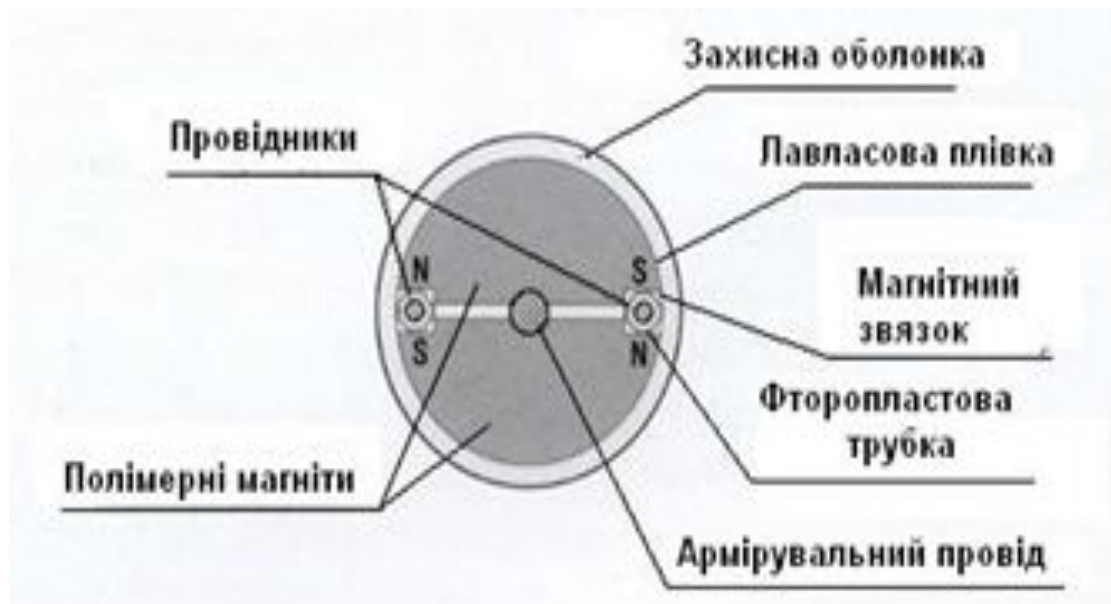 Захисна оболонка
Провідники
Лавласова плівка
N
S
Магнітний
звязок
S
N
Фторопластова
трубка
Полімерні магніти
Армірувальний провід